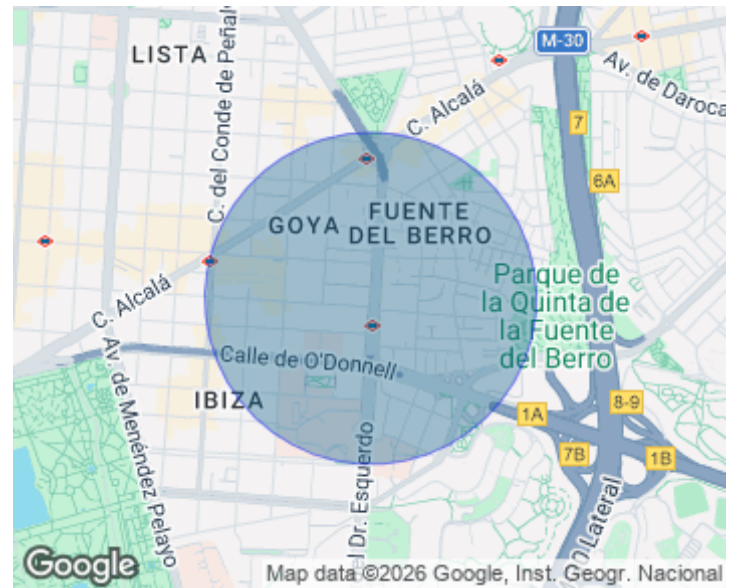 LISTA
C. del Conde de Peñal
M-30
Av. de Daroca
C. Alcalá
7
6A
GOYA
FUENTE
DEL BERRO
Parque de
la Quinta de
la Fuente
del Berro
C. Alcalá
Calle de O'Donnell
IBIZA
Av. de Menéndez Pelayo
1A
8-9
7B
1B
el Dr. Esquerdo
O Lateral
Google
Map data ©2026 Google, Inst. Geogr. Nacional